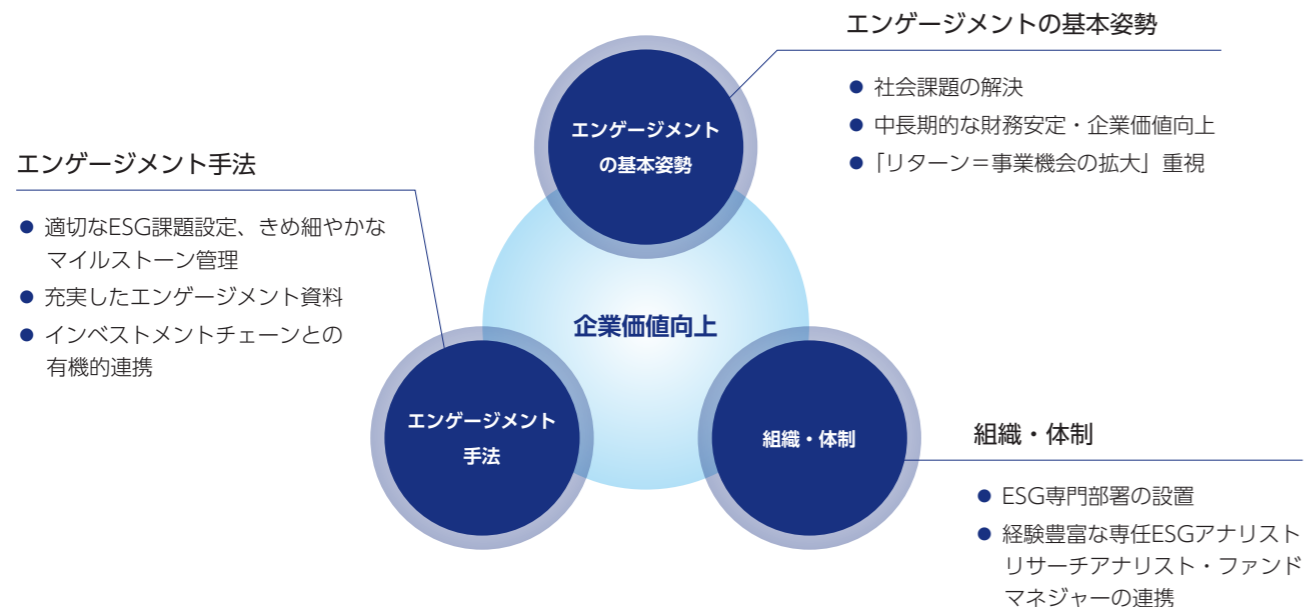 エンゲージメントの基本姿勢
● 社会課題の解決
● 中長期的な財務安定・企業価値向上
● 「リターン＝事業機会の拡大」重視
エンゲージメント
の基本姿勢
エンゲージメント手法
● 適切なESG課題設定、きめ細やかな
マイルストーン管理
● 充実したエンゲージメント資料
● インベストメントチェーンとの
有機的連携
企業価値向上
エンゲージメント
手法
組織・体制
組織・体制
● ESG専門部署の設置
● 経験豊富な専任ESGアナリスト
リサーチアナリスト・ファンド
マネジャーの連携